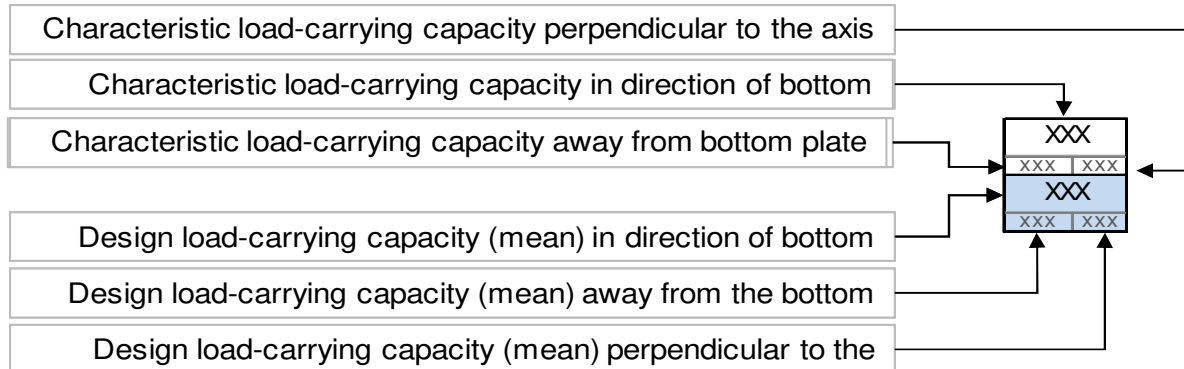 Characteristic load-carrying capacity perpendicular to the axis
Characteristic load-carrying capacity in direction of bottom
Characteristic load-carrying capacity away from bottom plate
Design load-carrying capacity (mean) in direction of bottom
Design load-carrying capacity (mean) away from the bottom
Design load-carrying capacity (mean) perpendicular to the
XXX
xxx xxx
XXX
xxx xxx